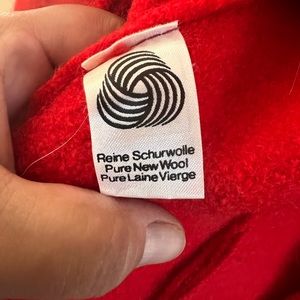 Reine Schurwolle
Pure New Wool
Pure Laine Vierge